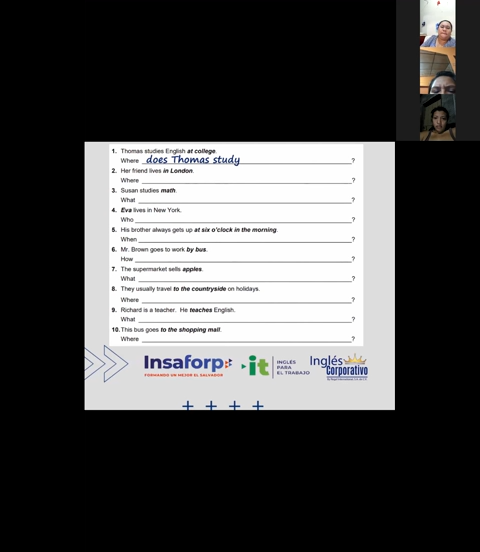 1. Thomas studies English at college.
Where does Thomas study ?
2. Her friend lives in London.
Where ?
3. Susan studies math.
What ?
4. Eva lives in New York.
Who ?
5. His brother always gets up at six o'clock in the morning.
When ?
6. Mr. Brown goes to work by bus.
How ?
7. The supermarket sells apples.
What ?
8. They usually travel to the countryside on holidays.
Where ?
9. Richard is a teacher. He teaches English.
What ?
10. This bus goes to the shopping mall.
Where ?
Insaforp
FORMANDO UN MEJOR EL SALVADOR
it
INGLÉS
PARA
EL TRABAJO
Inglés
Corporativo